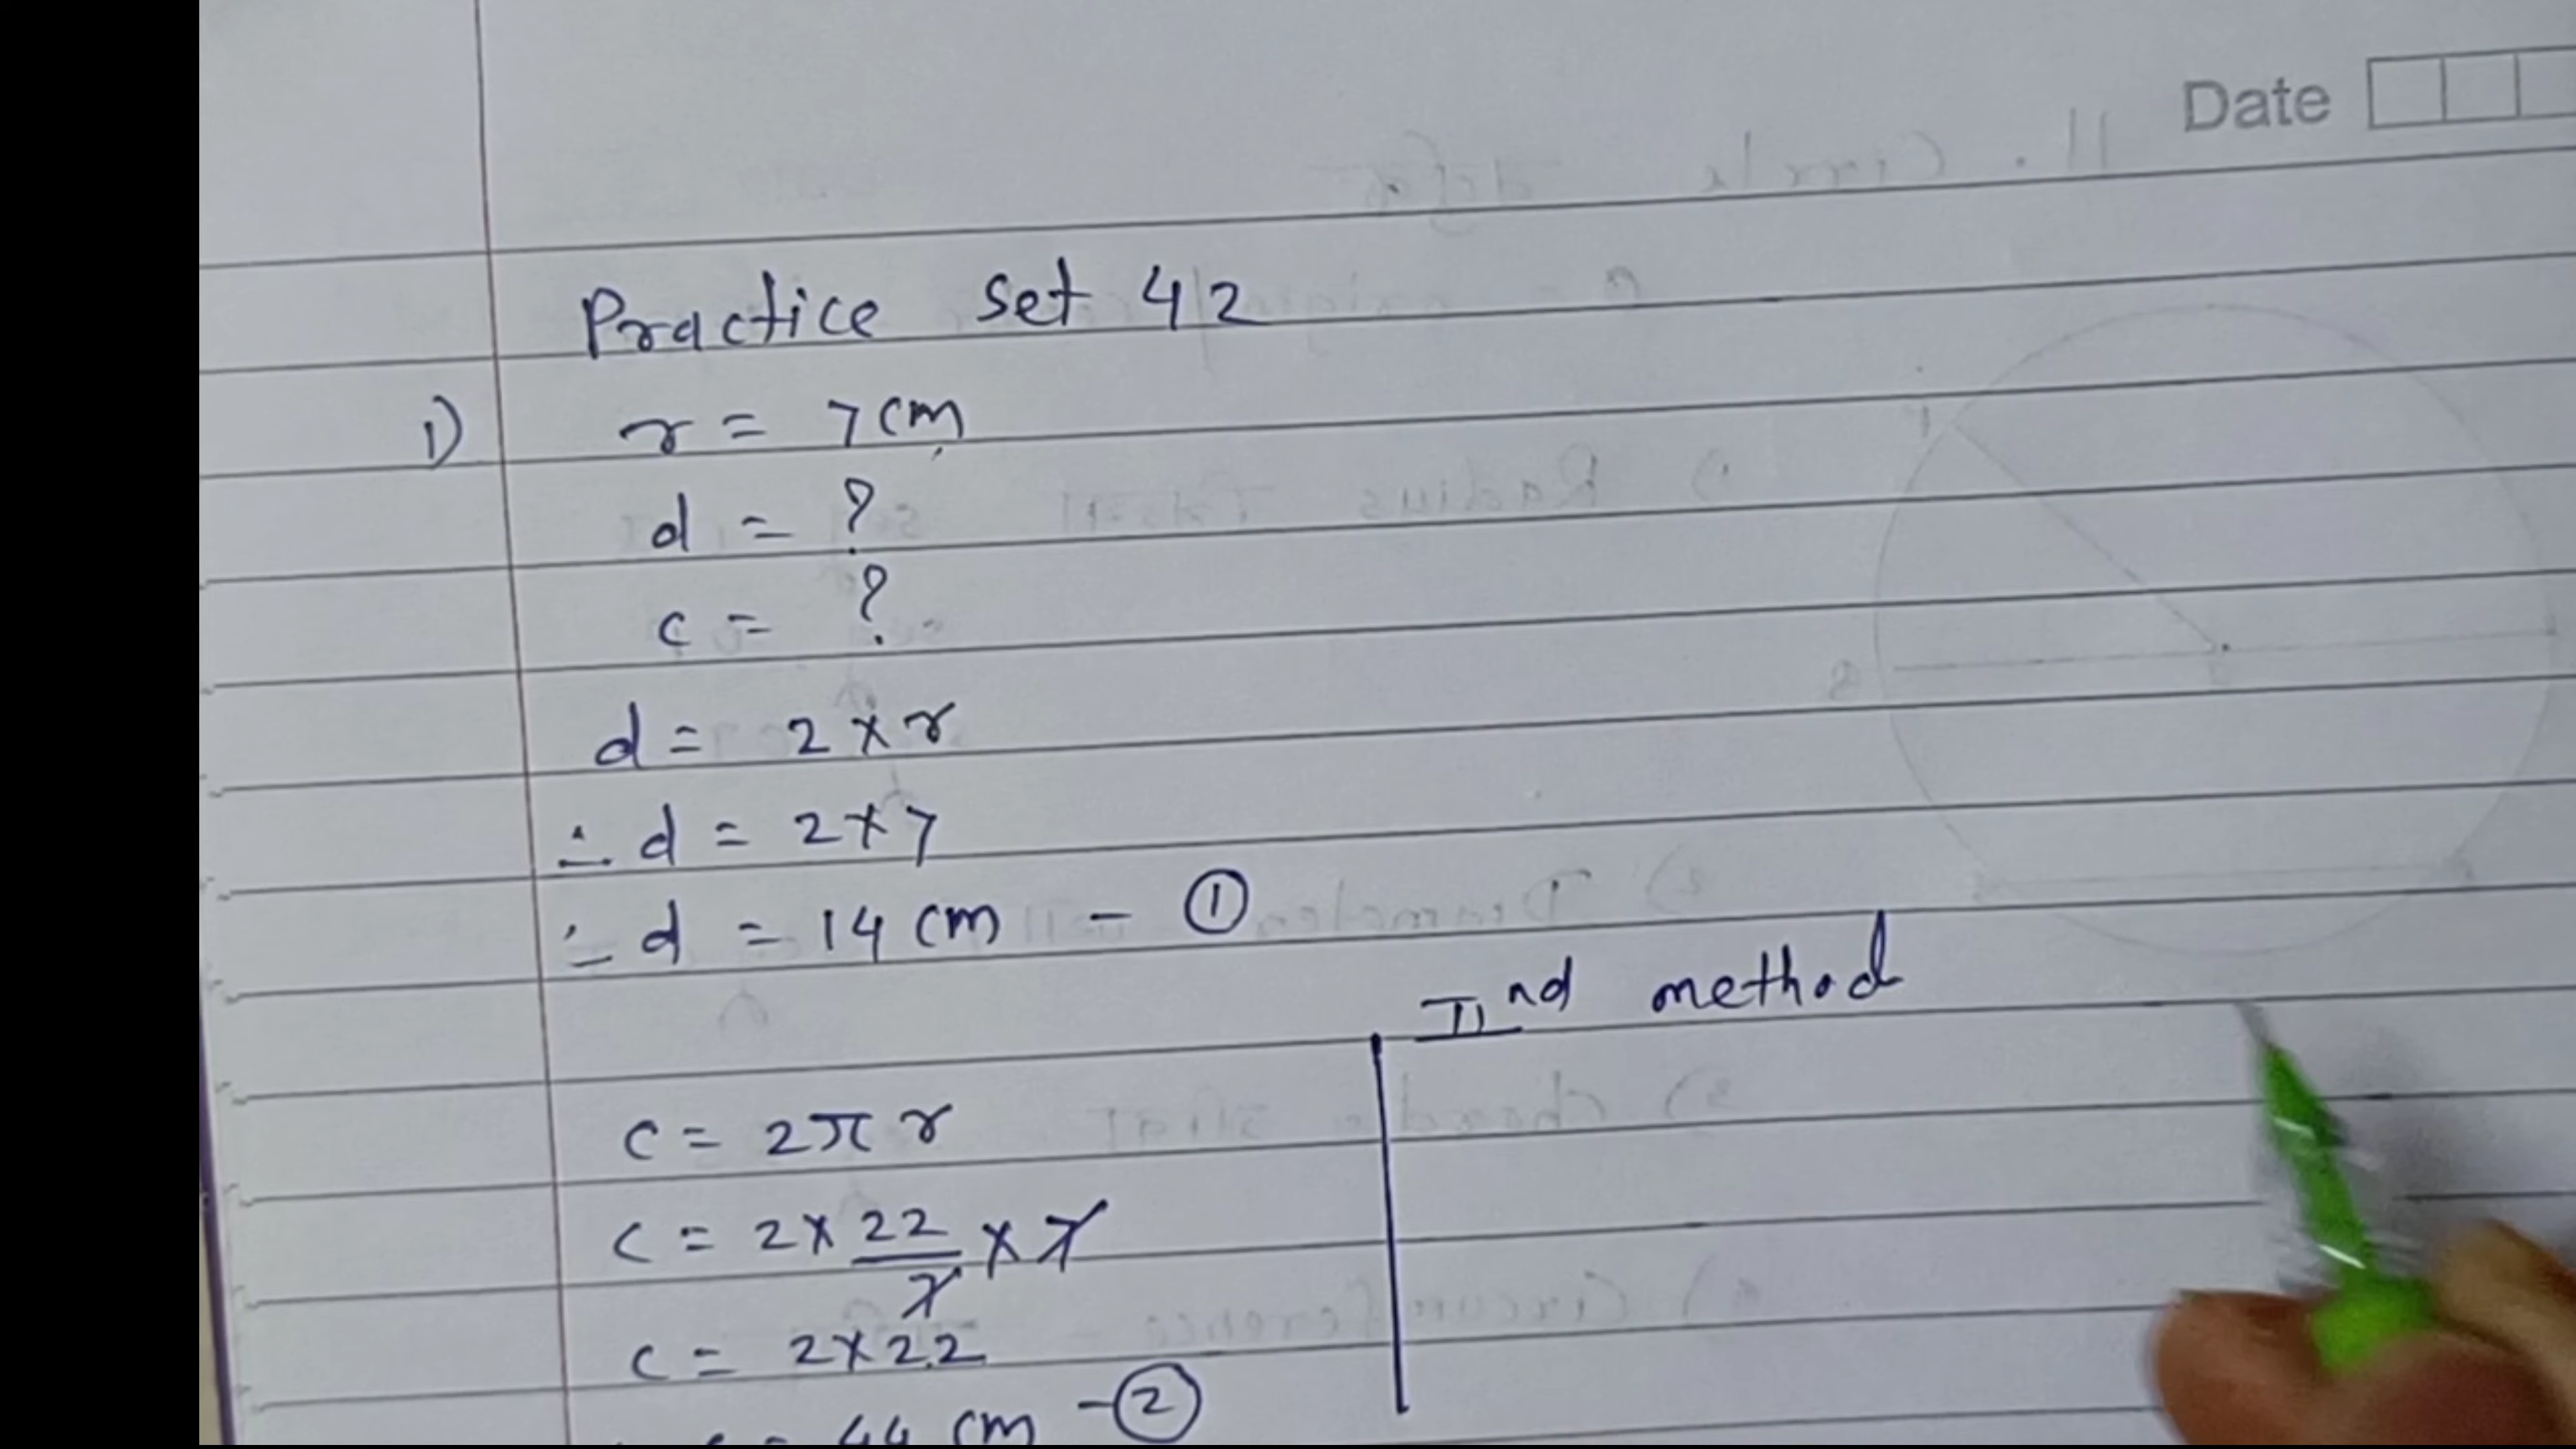 Date
Practice set 42
1) r = 7 cm
d = ?
c = ?
d = 2 × r
∴ d = 2 × 7
∴ d = 14 cm - ①
IInd method
c = 2πr
c = 2 × 22/7 × 7
c = 2 × 22
c = 44 cm - ②